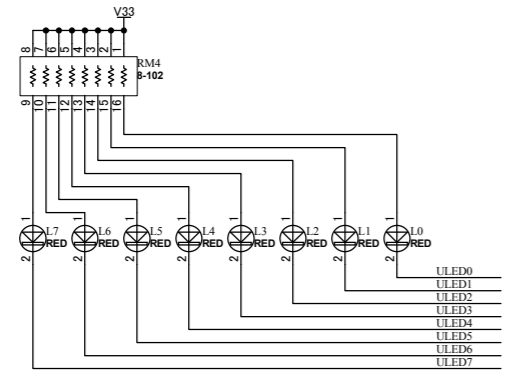 V33
8 7 6 5 4 3 2 1
RM4
8-102
9 10 11 12 13 14 15 16
1 1 1 1 1 1 1 1
L7 L6 L5 L4 L3 L2 L1 L0
RED RED RED RED RED RED RED RED
2 2 2 2 2 2 2 2
ULED0
ULED1
ULED2
ULED3
ULED4
ULED5
ULED6
ULED7